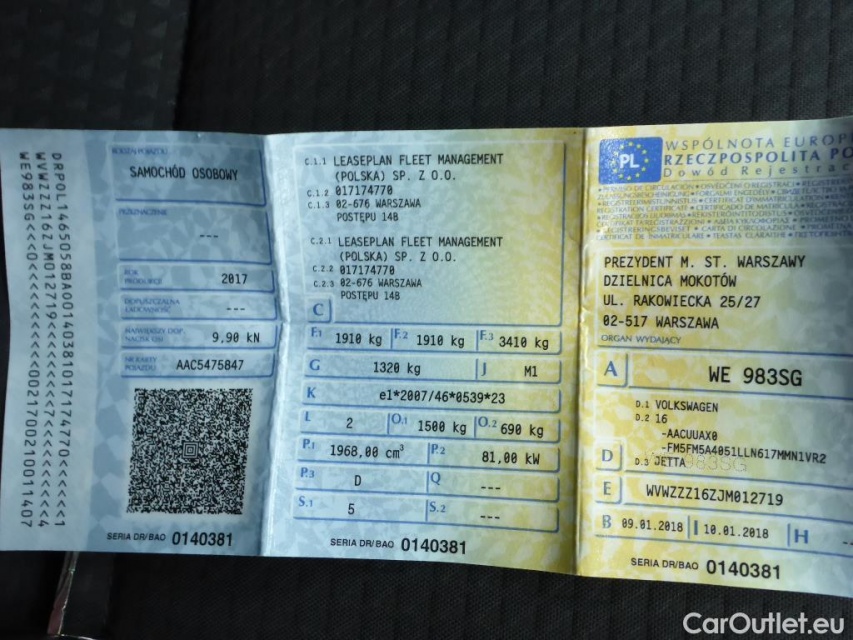 DRPOL1465058BA00140381017174770<<<<<<1
WVWZZZ16ZJM012719<<<<<<<<<<<<<<<<<<<<4
RODZAJ POJAZDU
SAMOCHÓD OSOBOWY
PRZEZNACZENIE
---
ROK PRODUKCJI 2017
DOPUSZCZALNA ŁADOWNOŚĆ ---
NAJWIĘKSZY DOP. NACISK OSI 9,90 kN
NR KARTY POJAZDU AAC5475847
SERIA DR/BAO 0140381
C.1.1 LEASEPLAN FLEET MANAGEMENT
(POLSKA) SP. Z O.O.
C.1.2 017174770
C.1.3 02-676 WARSZAWA
POSTĘPU 14B
C.2.1 LEASEPLAN FLEET MANAGEMENT
(POLSKA) SP. Z O.O.
C.2.2 017174770
C.2.3 02-676 WARSZAWA
POSTĘPU 14B
C
F.1 1910 kg F.2 1910 kg F.3 3410 kg
G 1320 kg J M1
K e1*2007/46*0539*23
L 2 O.1 1500 kg O.2 690 kg
P.1 1968,00 cm³ P.2 81,00 kW
P.3 D Q ---
S.1 5 S.2 ---
SERIA DR/BAO 0140381
PL
WSPÓLNOTA EUROP
RZECZPOSPOLITA PO
Dowód Rejestrac
PREZYDENT M. ST. WARSZAWY
DZIELNICA MOKOTÓW
UL. RAKOWIECKA 25/27
02-517 WARSZAWA
ORGAN WYDAJĄCY
A WE 983SG
D.1 VOLKSWAGEN
D.2 16
-AACUUAX0
-FM5FM5A4051LLN617MMN1VR2
D D.3 JETTA
E WVWZZZ16ZJM012719
B 09.01.2018 I 10.01.2018 H
SERIA DR/BAO 0140381
CarOutlet.eu